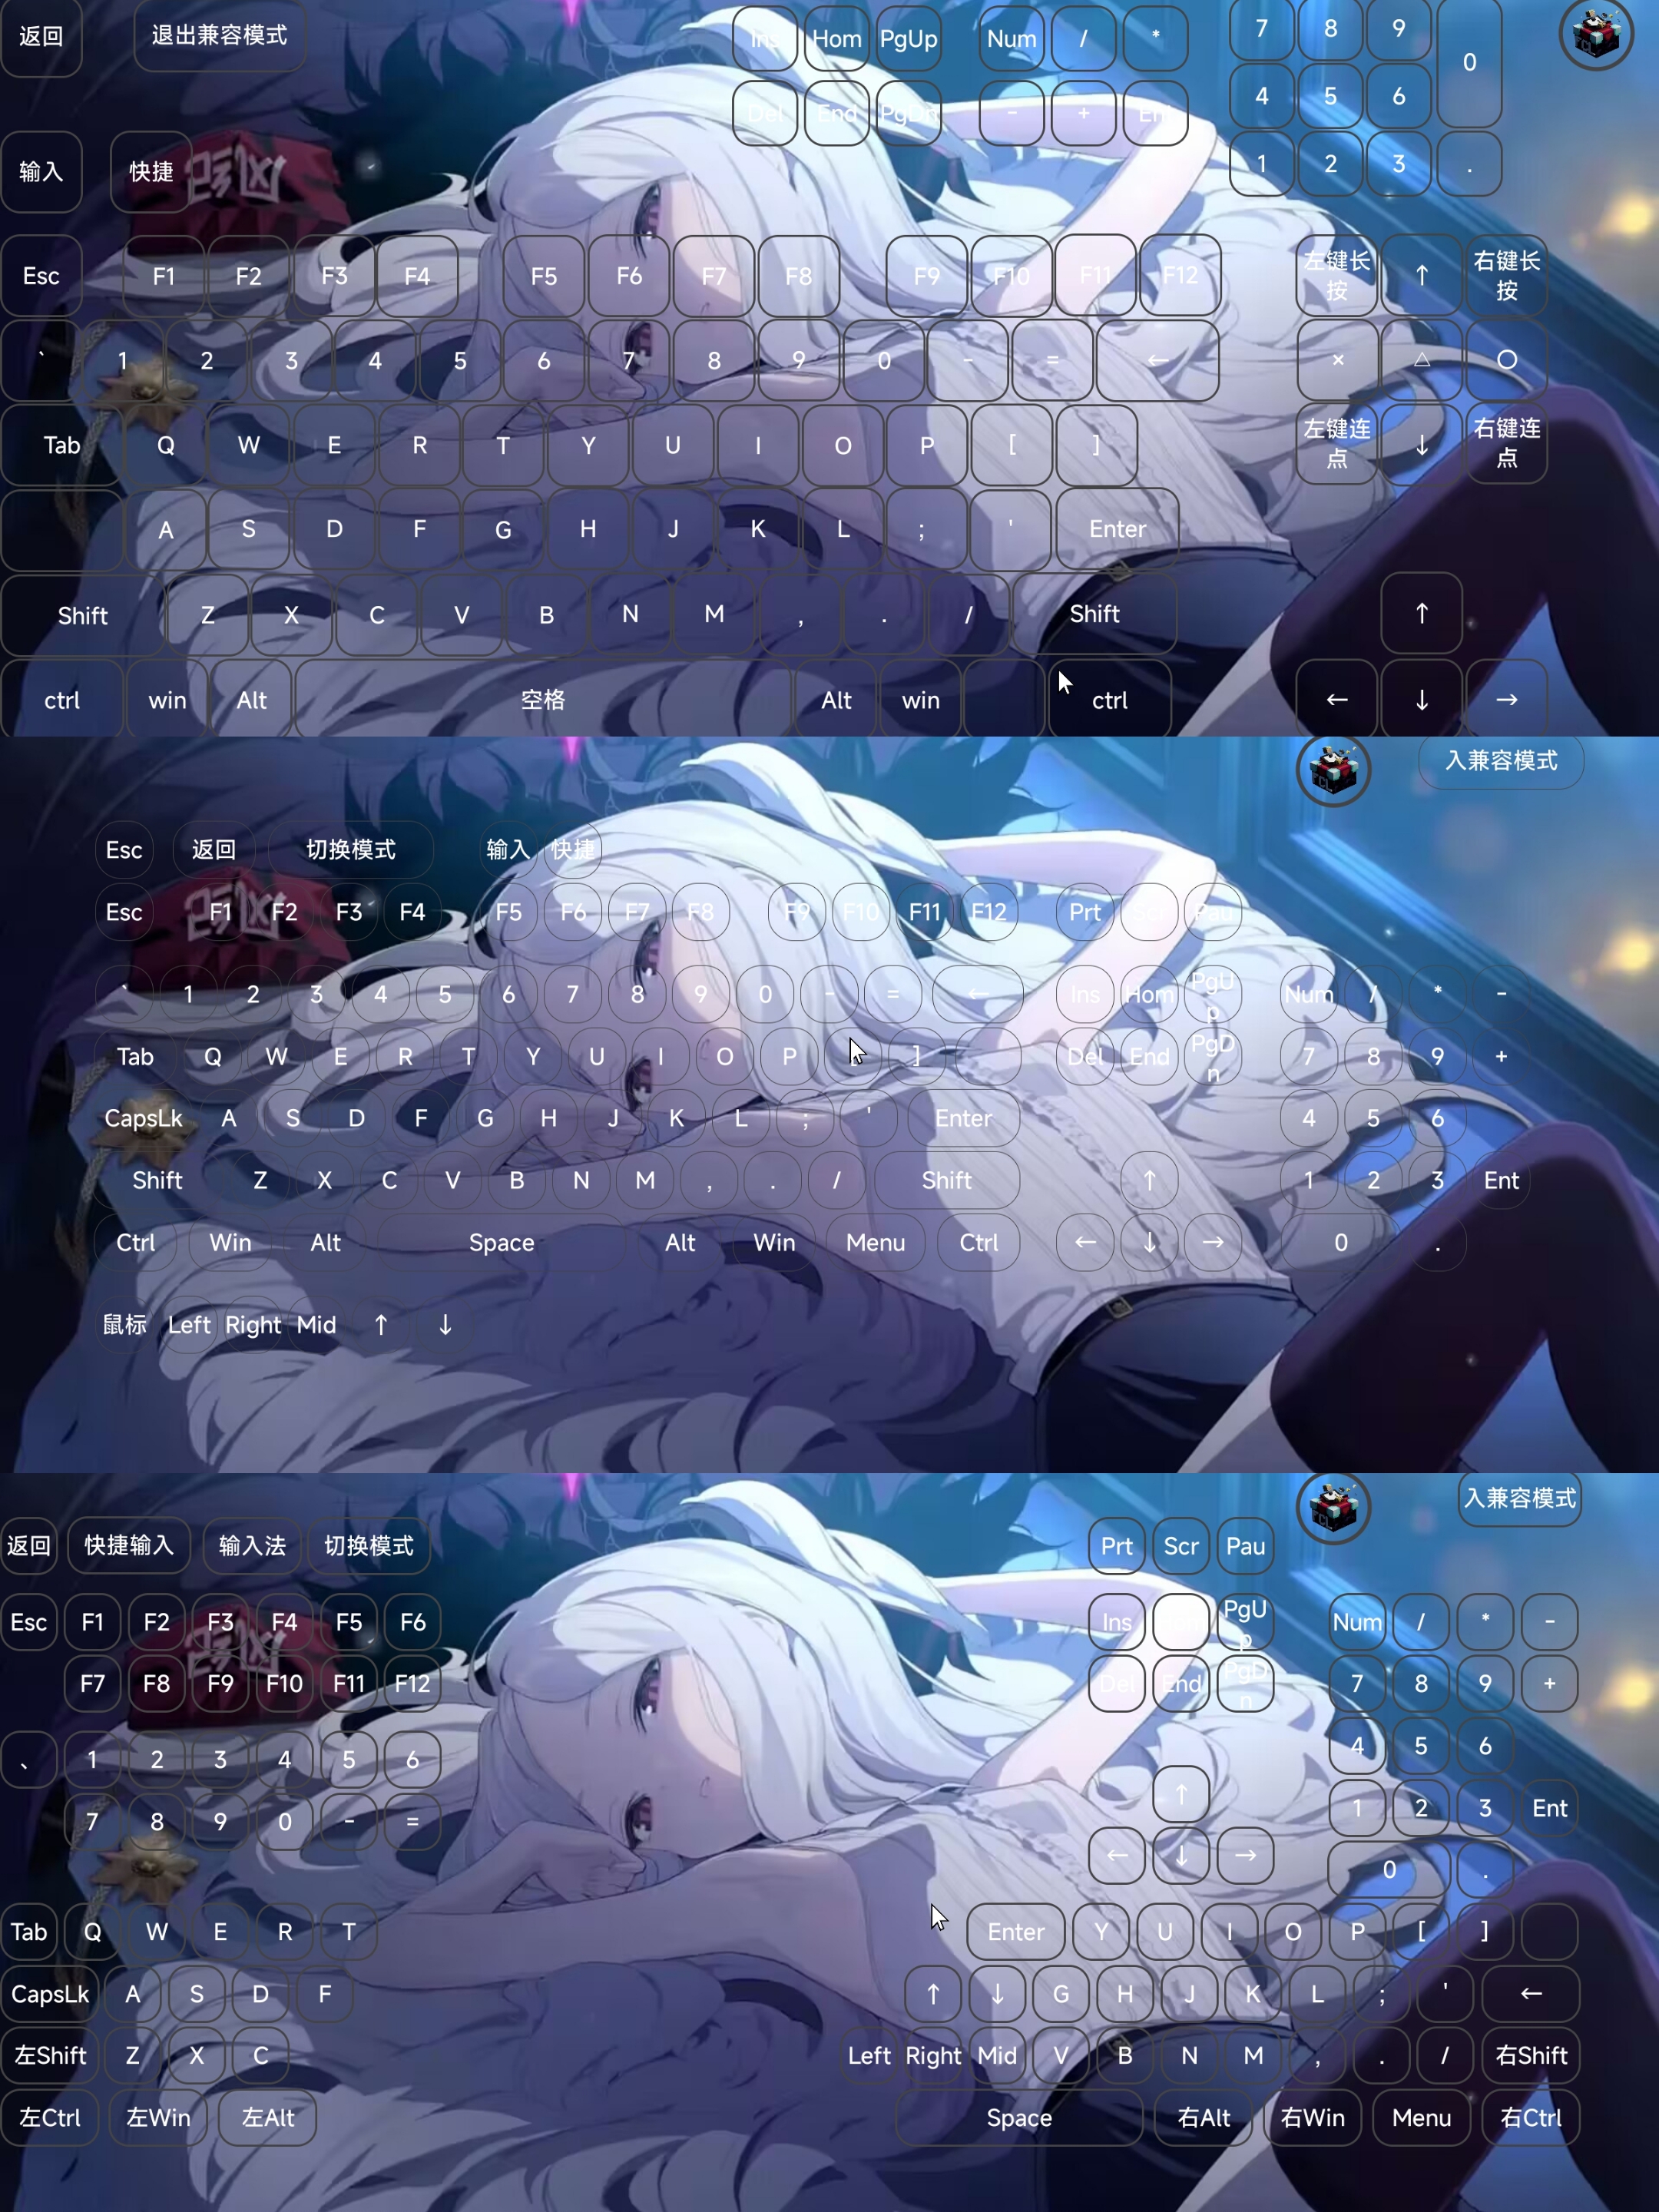 返回 退出兼容模式 Ins Hom PgUp Num / * 7 8 9 0
Del End PgDn - + Ent 4 5 6
输入 快捷 1 2 3 .
Esc F1 F2 F3 F4 F5 F6 F7 F8 F9 F10 F11 F12 左键长按 ↑ 右键长按
` 1 2 3 4 5 6 7 8 9 0 - = ← × △ ○
Tab Q W E R T Y U I O P [ ] 左键连点 ↓ 右键连点
A S D F G H J K L ; ' Enter
Shift Z X C V B N M , . / Shift ↑
ctrl win Alt 空格 Alt win ctrl ← ↓ →
入兼容模式
Esc 返回 切换模式 输入 快捷
Esc F1 F2 F3 F4 F5 F6 F7 F8 F9 F10 F11 F12 Prt Scr Pau
` 1 2 3 4 5 6 7 8 9 0 - = ← Ins Hom PgUp Num / * -
Tab Q W E R T Y U I O P ] Del End PgDn 7 8 9 +
CapsLk A S D F G H J K L ; ' Enter 4 5 6
Shift Z X C V B N M , . / Shift ↑ 1 2 3 Ent
Ctrl Win Alt Space Alt Win Menu Ctrl ← ↓ → 0 .
鼠标 Left Right Mid ↑ ↓
入兼容模式
返回 快捷输入 输入法 切换模式 Prt Scr Pau
Esc F1 F2 F3 F4 F5 F6 Ins PgUp Num / * -
F7 F8 F9 F10 F11 F12 Del End PgDn 7 8 9 +
、 1 2 3 4 5 6 4 5 6
7 8 9 0 - = ↑ 1 2 3 Ent
← ↓ → 0 .
Tab Q W E R T Enter Y U I O P [ ]
CapsLk A S D F ↑ ↓ G H J K L ; ' ←
左Shift Z X C Left Right Mid V B N M , . / 右Shift
左Ctrl 左Win 左Alt Space 右Alt 右Win Menu 右Ctrl